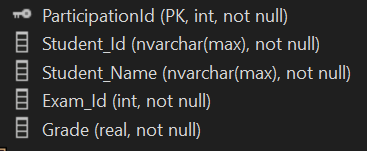 ParticipationId (PK, int, not null)
Student_Id (nvarchar(max), not null)
Student_Name (nvarchar(max), not null)
Exam_Id (int, not null)
Grade (real, not null)